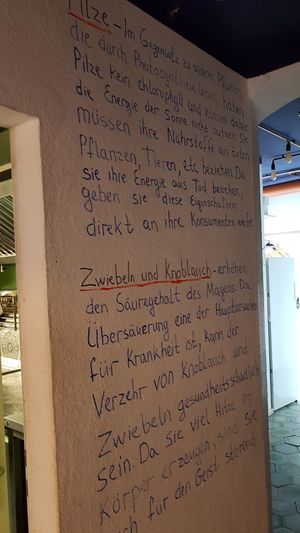 Pilze - Im Gegensatz zu anderen Pflanzen,
die durch Photosynthese leben, haben
Pilze kein chlorophyll und können daher
die Energie der Sonne nicht nutzen. Sie
müssen ihre Nährstoffe aus toten
Pflanzen, Tieren, etc beziehen. Da
sie ihre Energie aus Tod beziehen,
geben sie diese Eigenschaften
direkt an ihre Konsumenten weiter
Zwiebeln und Knoblauch - erhöhen
den Säuregehalt des Magens. Da
Übersäuerung eine der Hauptursachen
für Krankheit ist, kann der
Verzehr von Knoblauch und
Zwiebeln gesundheitsschädlich
sein. Da sie viel Hitze im
Körper erzeugen, sind sie
auch für den Geist störend